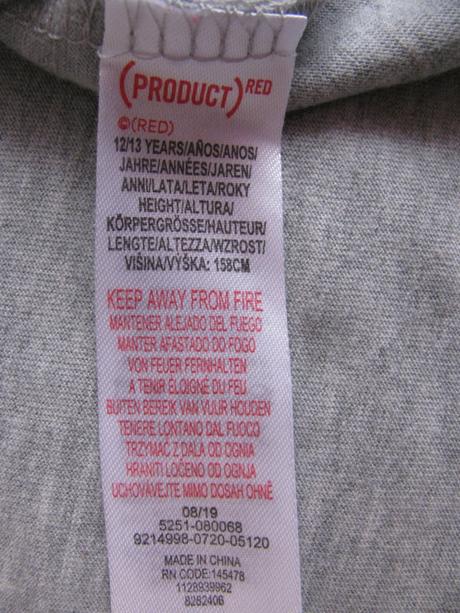 (PRODUCT)RED
©(RED)
12/13 YEARS/AÑOS/ANOS/
JAHRE/ANNÉES/JAREN/
ANNI/LATA/LETA/ROKY
HEIGHT/ALTURA/
KÖRPERGRÖSSE/HAUTEUR/
LENGTE/ALTEZZA/WZROST/
VIŠINA/VÝŠKA: 158CM
KEEP AWAY FROM FIRE
MANTENER ALEJADO DEL FUEGO
MANTER AFASTADO DO FOGO
VON FEUER FERNHALTEN
A TENIR ÉLOIGNÉ DU FEU
BUITEN BEREIK VAN VUUR HOUDEN
TENERE LONTANO DAL FUOCO
TRZYMAĆ Z DALA OD OGNIA
HRANITI LOČENO OD OGNJA
UCHOVÁVEJTE MIMO DOSAH OHNĚ
08/19
5251-080068
9214998-0720-05120
MADE IN CHINA
RN CODE:145478
1128939962
8282406